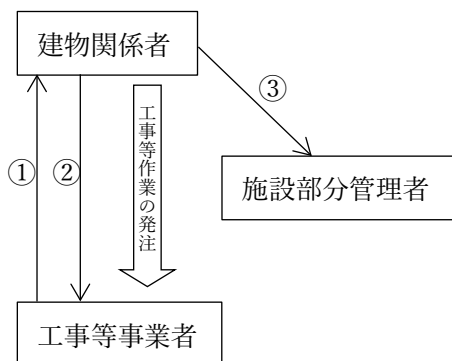 建物関係者
③
①
②
工事等作業の発注
施設部分管理者
工事等事業者